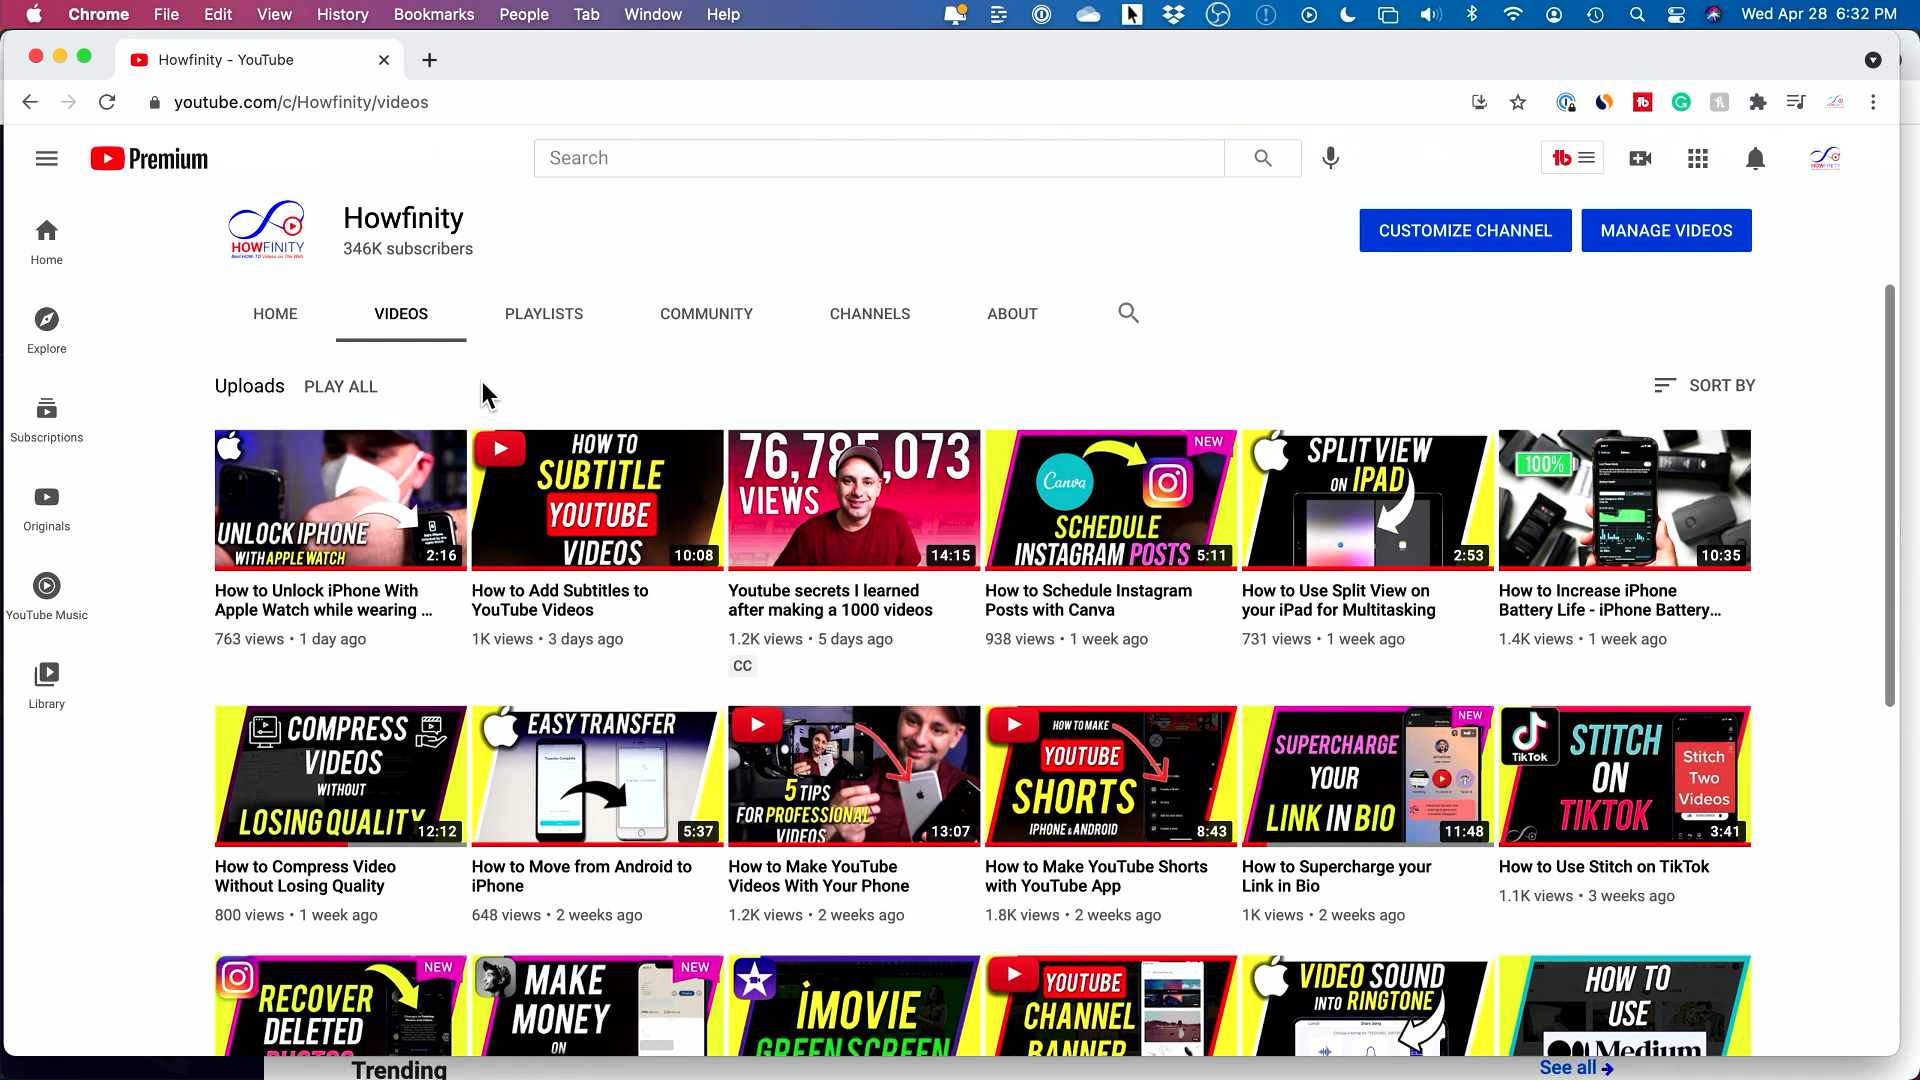 Chrome File Edit View History Bookmarks People Tab Window Help Wed Apr 28 6:32 PM
Howfinity - YouTube
youtube.com/c/Howfinity/videos
Premium
Search
HOWFINITY
Best HOW-TO Videos on The Web
Howfinity
346K subscribers
CUSTOMIZE CHANNEL
MANAGE VIDEOS
Home
Explore
Subscriptions
Originals
YouTube Music
Library
HOME VIDEOS PLAYLISTS COMMUNITY CHANNELS ABOUT
Uploads PLAY ALL SORT BY
UNLOCK IPHONE
WITH APPLE WATCH
2:16
HOW TO
SUBTITLE
YOUTUBE
VIDEOS
10:08
VIEWS
14:15
NEW
Canva
SCHEDULE
INSTAGRAM POSTS
5:11
SPLIT VIEW
ON IPAD
2:53
100%
10:35
How to Unlock iPhone With
Apple Watch while wearing ...
763 views • 1 day ago
How to Add Subtitles to
YouTube Videos
1K views • 3 days ago
Youtube secrets I learned
after making a 1000 videos
1.2K views • 5 days ago
CC
How to Schedule Instagram
Posts with Canva
938 views • 1 week ago
How to Use Split View on
your iPad for Multitasking
731 views • 1 week ago
How to Increase iPhone
Battery Life - iPhone Battery...
1.4K views • 1 week ago
COMPRESS
VIDEOS
WITHOUT
LOSING QUALITY
12:12
EASY TRANSFER
5:37
5 TIPS
FOR PROFESSIONAL
VIDEOS
13:07
HOW TO MAKE
YOUTUBE
SHORTS
IPHONE & ANDROID
8:43
NEW
SUPERCHARGE
YOUR
LINK IN BIO
11:48
TikTok
STITCH
ON
TIKTOK
Stitch
Two
Videos
3:41
How to Compress Video
Without Losing Quality
800 views • 1 week ago
How to Move from Android to
iPhone
648 views • 2 weeks ago
How to Make YouTube
Videos With Your Phone
1.2K views • 2 weeks ago
How to Make YouTube Shorts
with YouTube App
1.8K views • 2 weeks ago
How to Supercharge your
Link in Bio
1K views • 2 weeks ago
How to Use Stitch on TikTok
1.1K views • 3 weeks ago
NEW
RECOVER
DELETED
PHOTOS
NEW
MAKE
MONEY
ON
iMOVIE
GREEN SCREEN
YOUTUBE
CHANNEL
BANNER
VIDEO SOUND
INTO RINGTONE
HOW TO
USE
Medium
Trending
See all